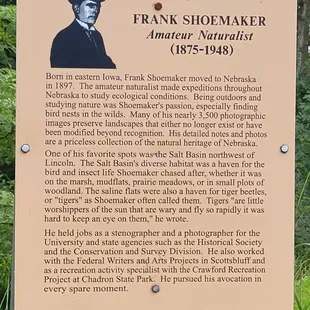 FRANK SHOEMAKER
Amateur Naturalist
(1875-1948)
Born in eastern Iowa, Frank Shoemaker moved to Nebraska
in 1897. The amateur naturalist made expeditions throughout
Nebraska to study ecological conditions. Being outdoors and
studying nature was Shoemaker's passion, especially finding
bird nests in the wilds. Many of his nearly 3,500 photographic
images preserve landscapes that either no longer exist or have
been modified beyond recognition. His detailed notes and photos
are a priceless collection of the natural heritage of Nebraska.
One of his favorite spots was the Salt Basin northwest of
Lincoln. The Salt Basin's diverse habitat was a haven for the
bird and insect life Shoemaker chased after, whether it was
on the marsh, mudflats, prairie meadows, or in small plots of
woodland. The saline flats were also a haven for tiger beetles,
or "tigers" as Shoemaker often called them. Tigers "are little
worshippers of the sun that are wary and fly so rapidly it was
hard to keep an eye on them," he wrote.
He held jobs as a stenographer and a photographer for the
University and state agencies such as the Historical Society
and the Conservation and Survey Division. He also worked
with the Federal Writers and Arts Projects in Scottsbluff and
as a recreation activity specialist with the Crawford Recreation
Project at Chadron State Park. He pursued his avocation in
every spare moment.